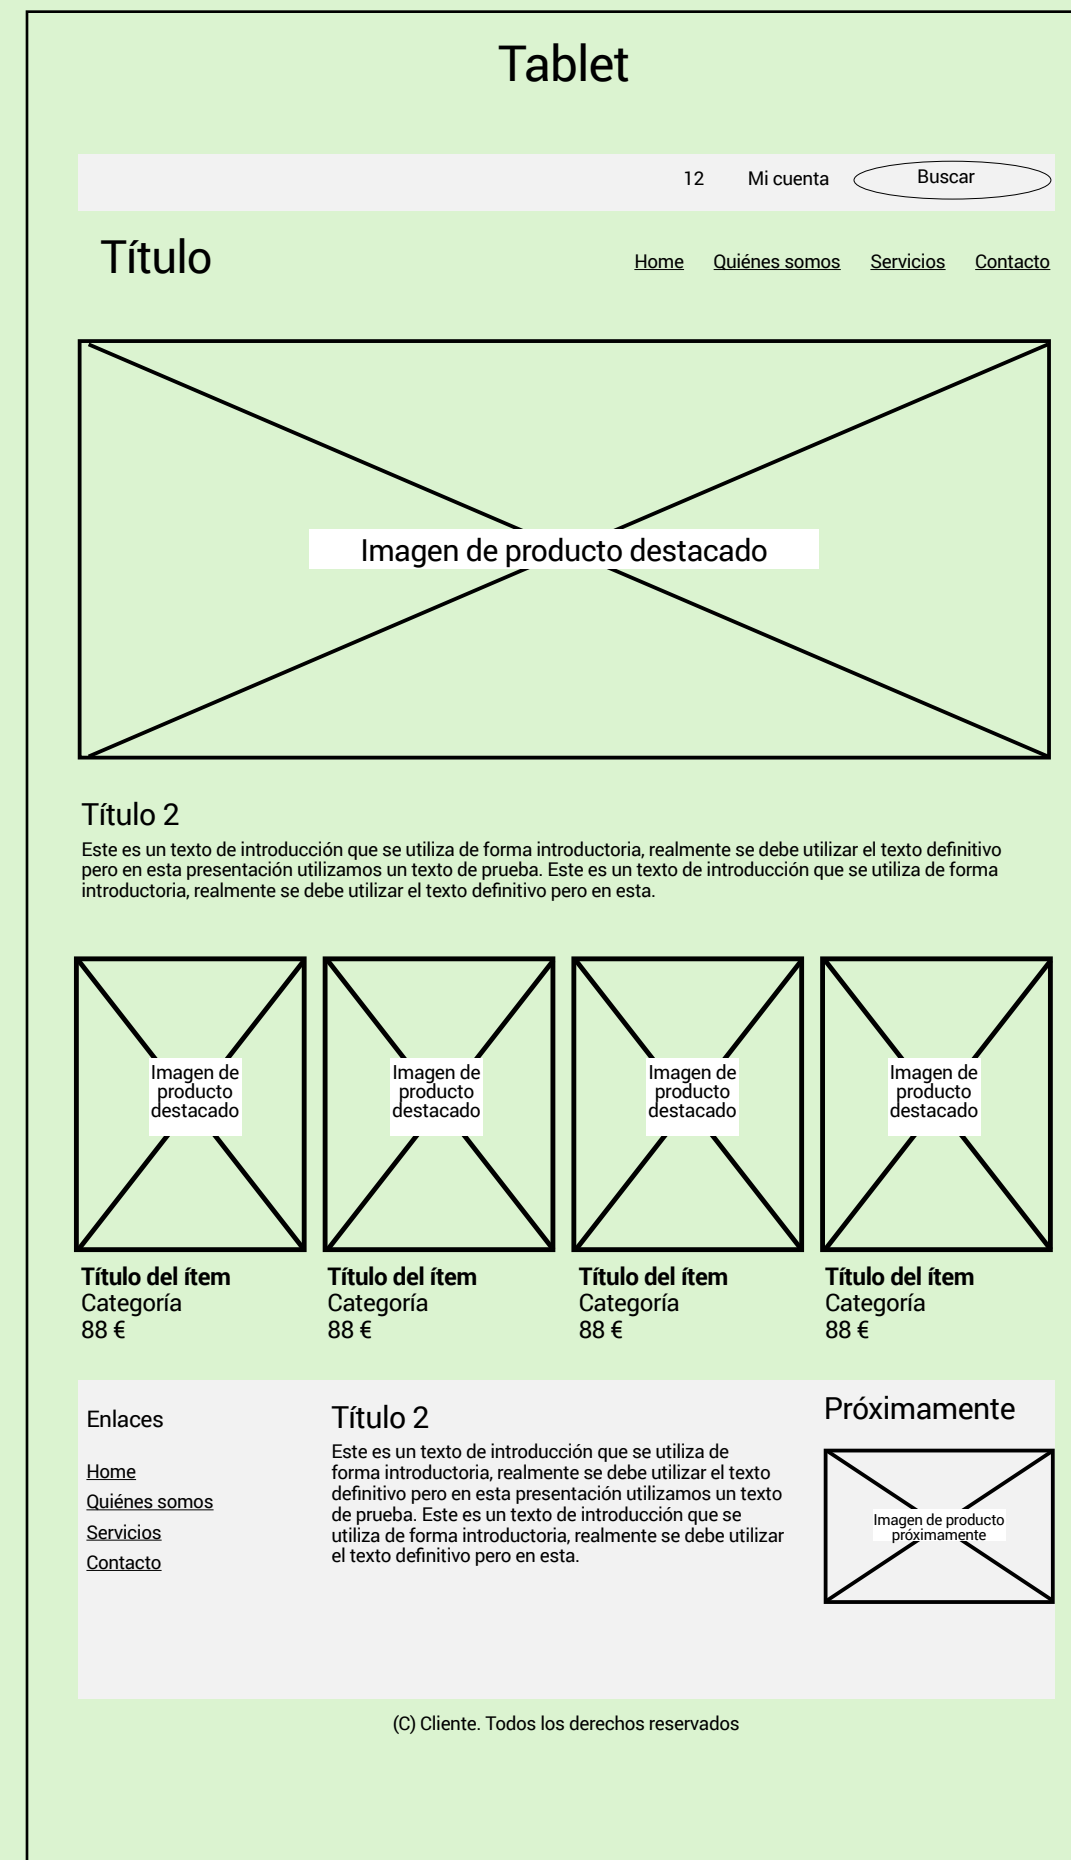 Tablet
12 Mi cuenta Buscar
Título
Home Quiénes somos Servicios Contacto
Imagen de producto destacado
Título 2
Este es un texto de introducción que se utiliza de forma introductoria, realmente se debe utilizar el texto definitivo
pero en esta presentación utilizamos un texto de prueba. Este es un texto de introducción que se utiliza de forma
introductoria, realmente se debe utilizar el texto definitivo pero en esta.
Imagen de
producto
destacado
Imagen de
producto
destacado
Imagen de
producto
destacado
Imagen de
producto
destacado
Título del ítem
Categoría
88 €
Título del ítem
Categoría
88 €
Título del ítem
Categoría
88 €
Título del ítem
Categoría
88 €
Enlaces
Home
Quiénes somos
Servicios
Contacto
Título 2
Este es un texto de introducción que se utiliza de
forma introductoria, realmente se debe utilizar el texto
definitivo pero en esta presentación utilizamos un texto
de prueba. Este es un texto de introducción que se
utiliza de forma introductoria, realmente se debe utilizar
el texto definitivo pero en esta.
Próximamente
Imagen de producto
próximamente
(C) Cliente. Todos los derechos reservados